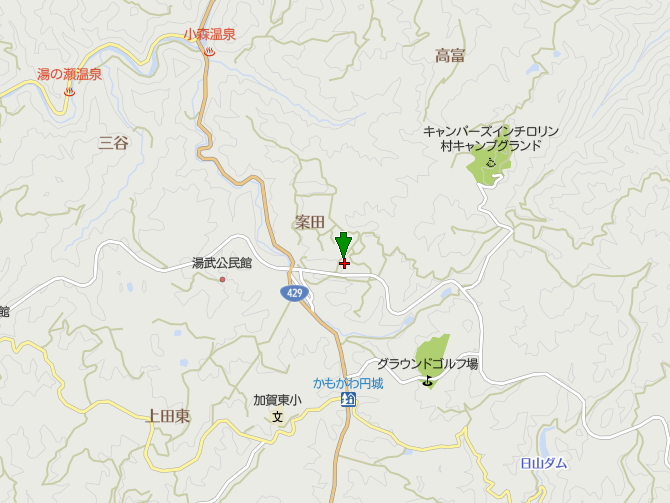 小森温泉
湯の瀬温泉
高富
キャンパーズインチロリン
村キャンプグランド
三谷
案田
湯武公民館
429
館
グラウンドゴルフ場
かもがわ円城
加賀東小
上田東
日山ダム